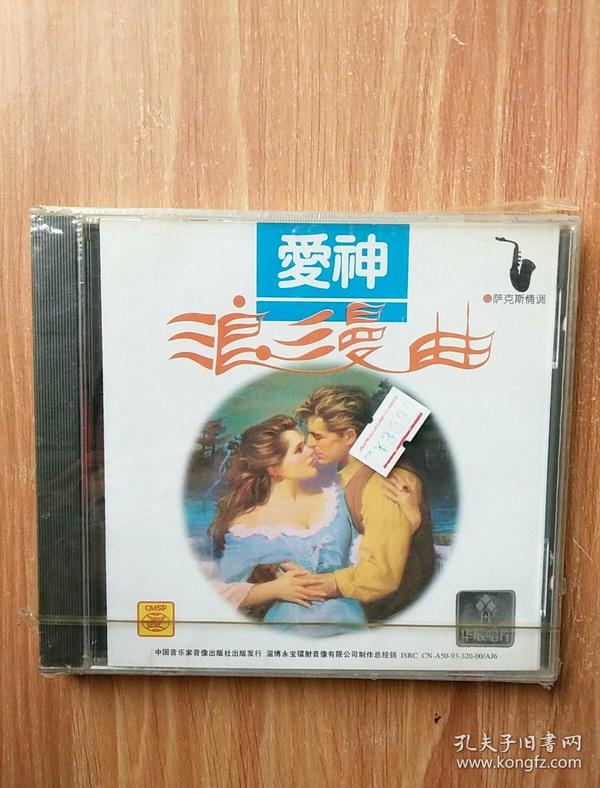 愛神
浪漫曲
萨克斯情调
CMSP
华辰唱片
中国音乐家音像出版社出版发行 淄博永宝镭射音像有限公司制作总经销 ISRC CN-A50-93-320-00/AJ6
孔夫子旧書网
www.kongfz.com